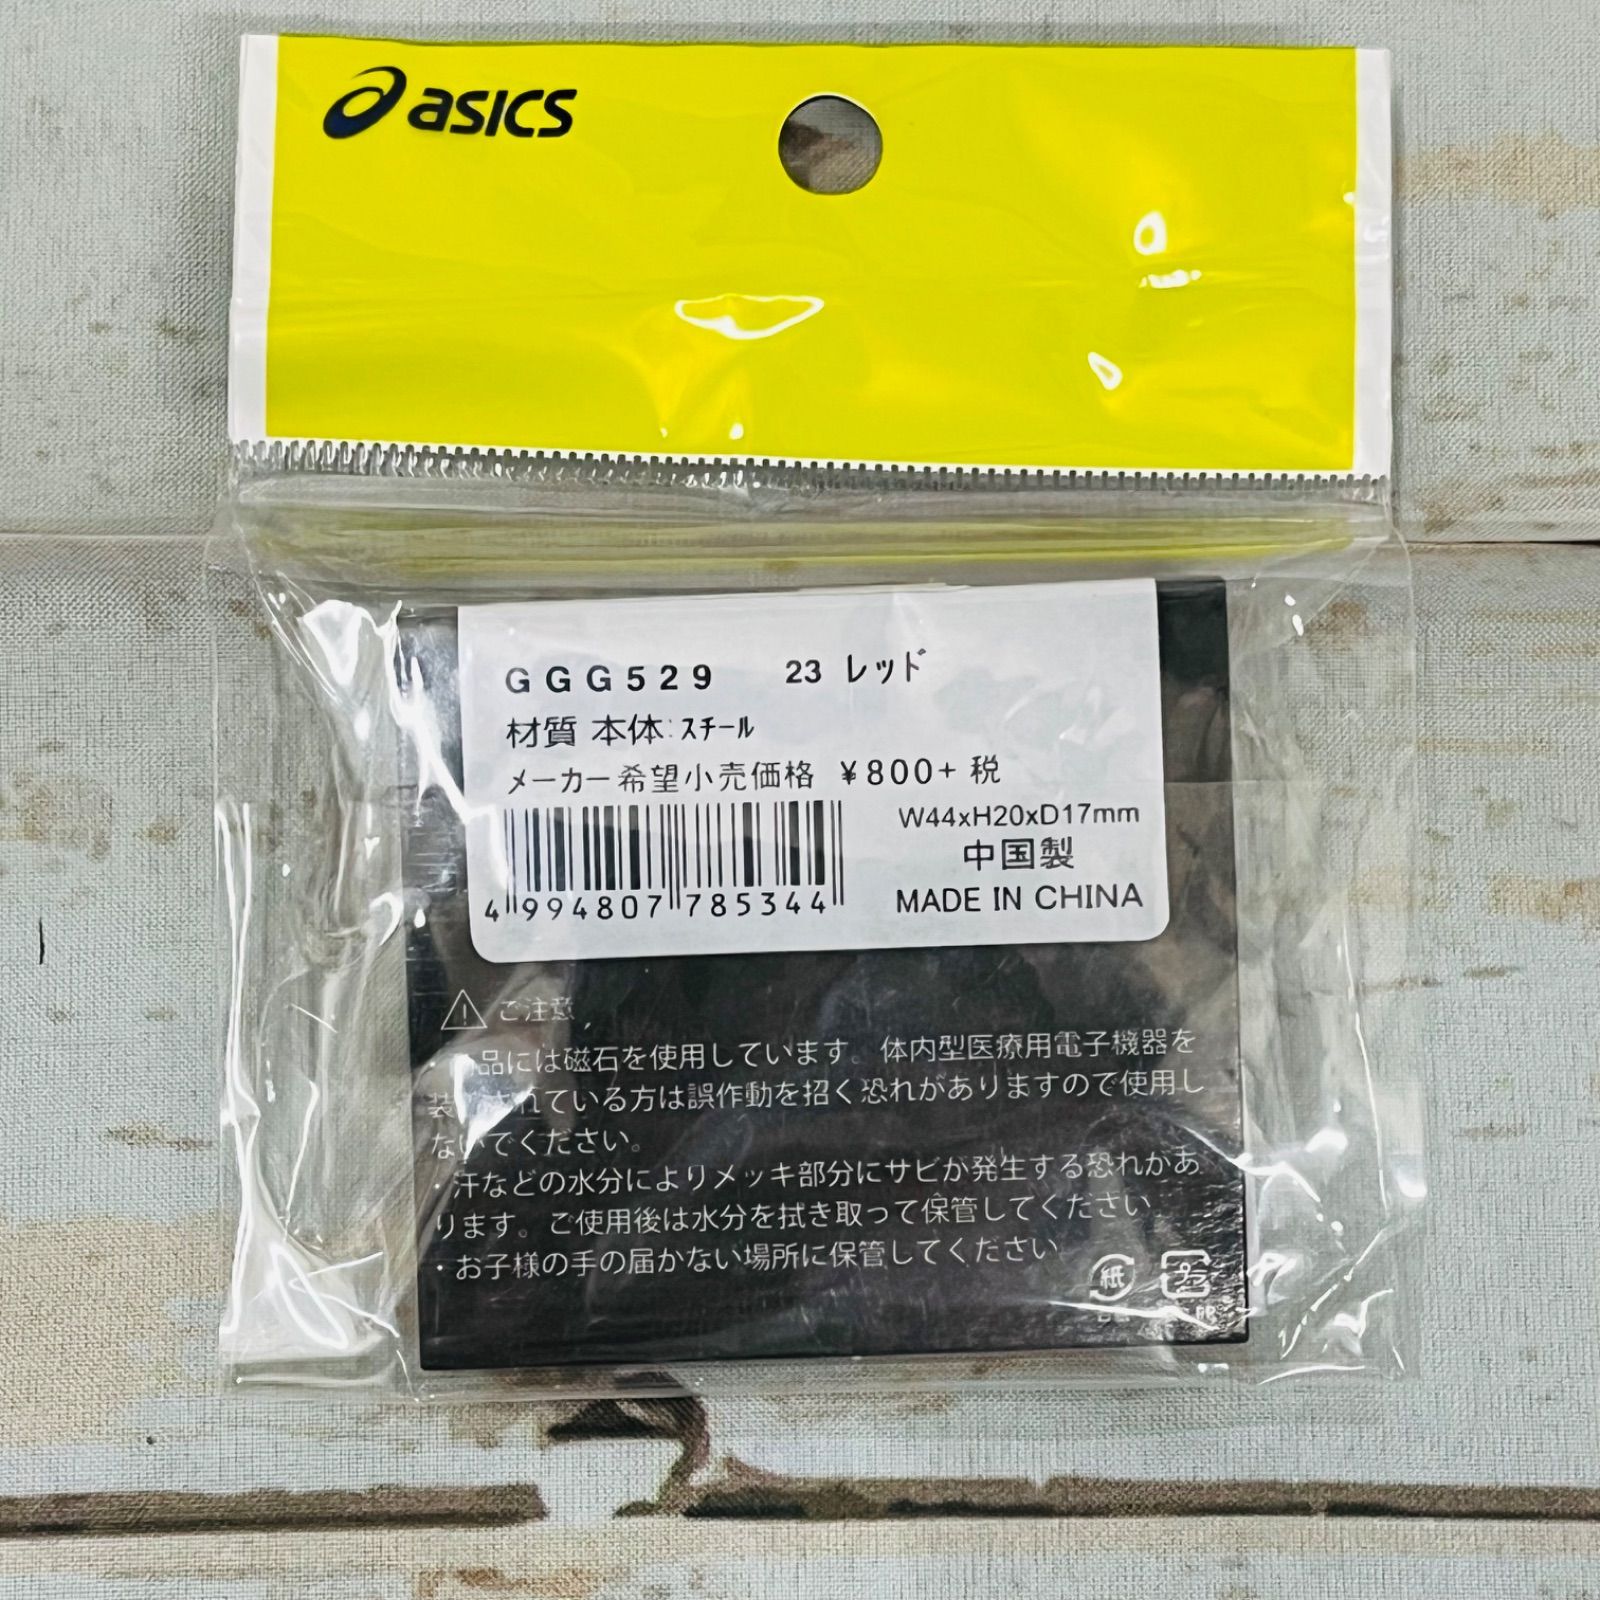 asics
GGG529 23 レッド
材質 本体:スチール
メーカー希望小売価格 ¥800+税
W44xH20xD17mm
中国製
MADE IN CHINA
4 994807 785344
ご注意
・品には磁石を使用しています。体内型医療用電子機器を
装されている方は誤作動を招く恐れがありますので使用し
ないでください。
・汗などの水分によりメッキ部分にサビが発生する恐れがあ
ります。ご使用後は水分を拭き取って保管してください
・お子様の手の届かない場所に保管してください
紙 プラ